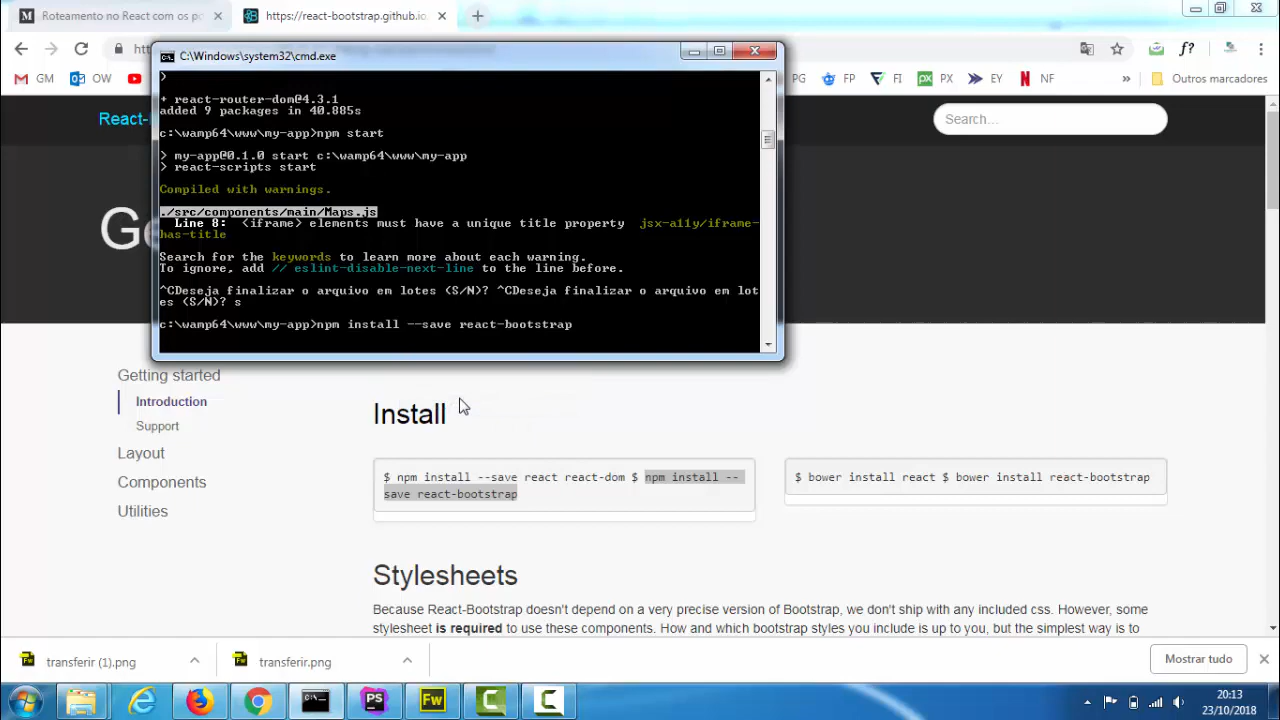 Roteamento no React com os po
https://react-bootstrap.github.io
GM
OW
PG
FP
FI
PX
EY
NF
»
Outros marcadores
C:\Windows\system32\cmd.exe
>
+ react-router-dom@4.3.1
added 9 packages in 40.885s
c:\wamp64\www\my-app>npm start
> my-app@0.1.0 start c:\wamp64\www\my-app
> react-scripts start
Compiled with warnings.
./src/components/main/Maps.js
Line 8:  <iframe> elements must have a unique title property  jsx-a11y/iframe-
has-title
Search for the keywords to learn more about each warning.
To ignore, add // eslint-disable-next-line to the line before.
^CDeseja finalizar o arquivo em lotes (S/N)? ^CDeseja finalizar o arquivo em lot
es (S/N)? s
c:\wamp64\www\my-app>npm install --save react-bootstrap
React-
Search...
Ge
Getting started
Introduction
Support
Layout
Components
Utilities
Install
$ npm install --save react react-dom $ npm install --
save react-bootstrap
$ bower install react $ bower install react-bootstrap
Stylesheets
Because React-Bootstrap doesn't depend on a very precise version of Bootstrap, we don't ship with any included css. However, some
stylesheet is required to use these components. How and which bootstrap styles you include is up to you, but the simplest way is to
transferir (1).png
transferir.png
Mostrar tudo
20:13
23/10/2018